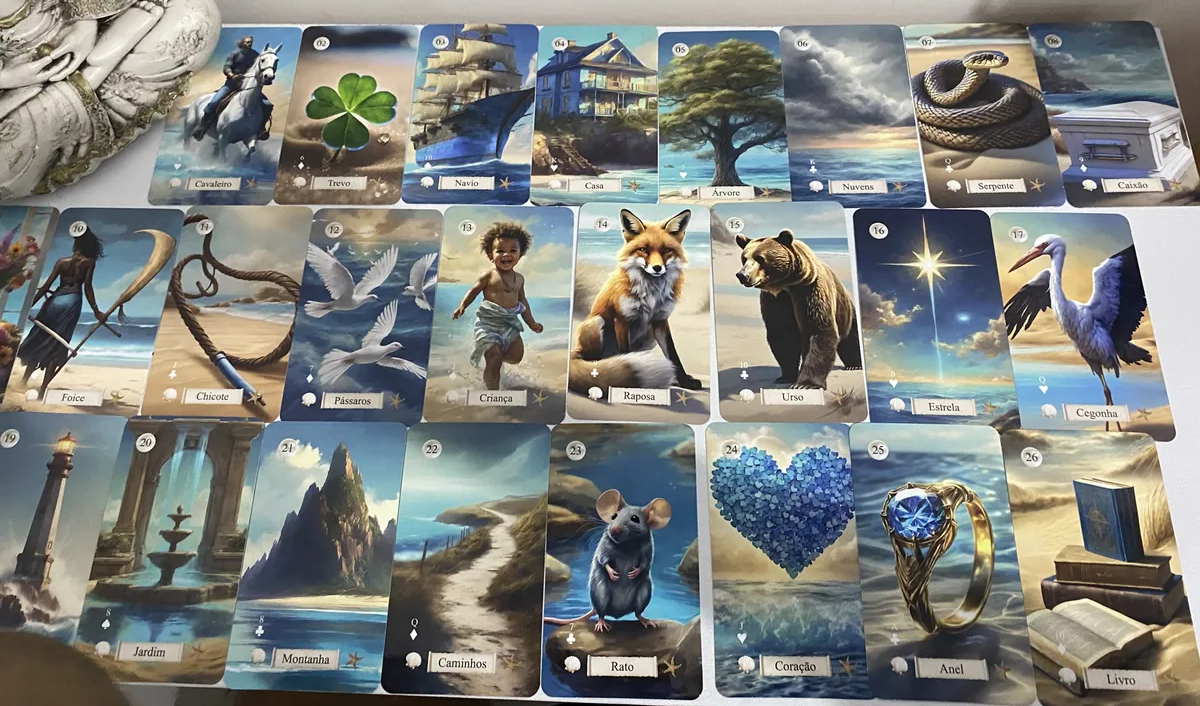 Cavaleiro
02
6
Trevo
03
10
Navio
04
Casa
05
Árvore
06
K
Nuvens
07
Q
Serpente
08
9
Caixão
10
Foice
11
Chicote
12
7
Pássaros
13
Criança
14
Raposa
15
10
Urso
16
6
Estrela
17
Q
Cegonha
19
20
8
Jardim
21
8
Montanha
22
Q
Caminhos
23
7
Rato
24
J
Coração
25
Anel
26
Livro